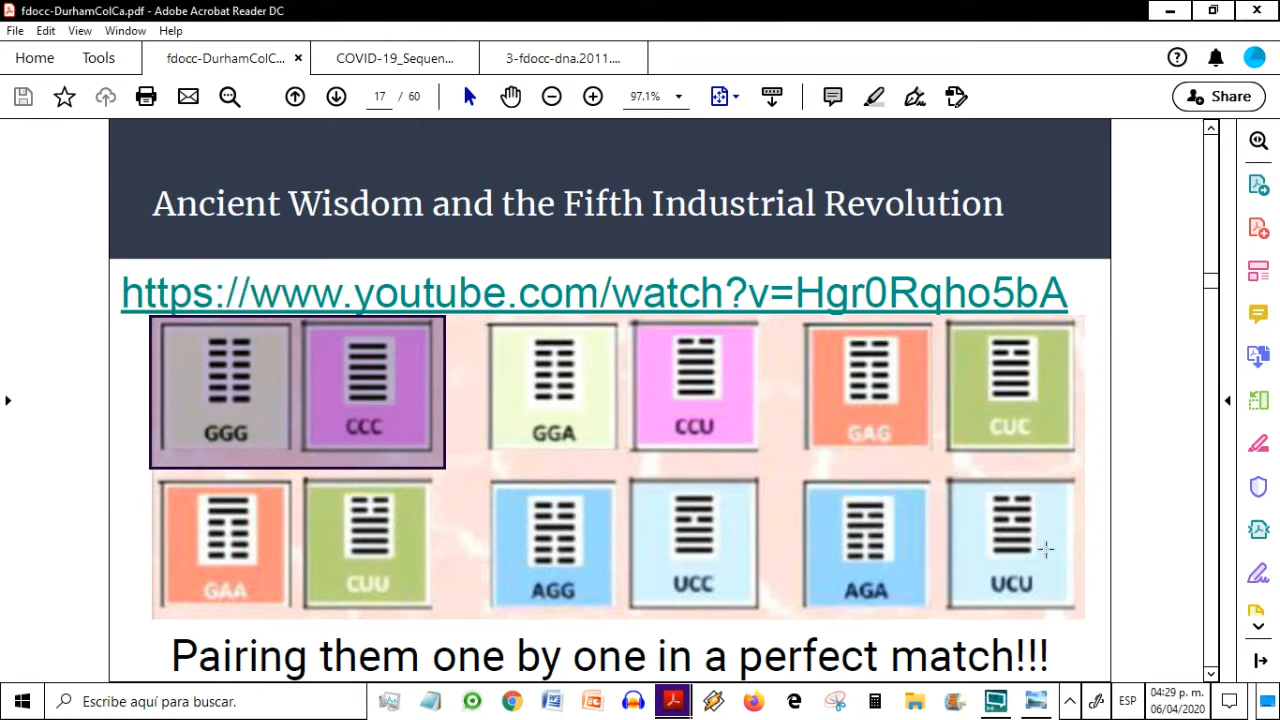 fdocc-DurhamColCa.pdf - Adobe Acrobat Reader DC
File Edit View Window Help
Home Tools fdocc-DurhamColC... COVID-19_Sequen... 3-fdocc-dna.2011....
17 / 60 97.1% Share
Ancient Wisdom and the Fifth Industrial Revolution
https://www.youtube.com/watch?v=Hgr0Rqho5bA
GGG CCC GGA CCU GAG CUC
GAA CUU AGG UCC AGA UCU
Pairing them one by one in a perfect match!!!
Escribe aquí para buscar. ESP 04:29 p. m.
06/04/2020